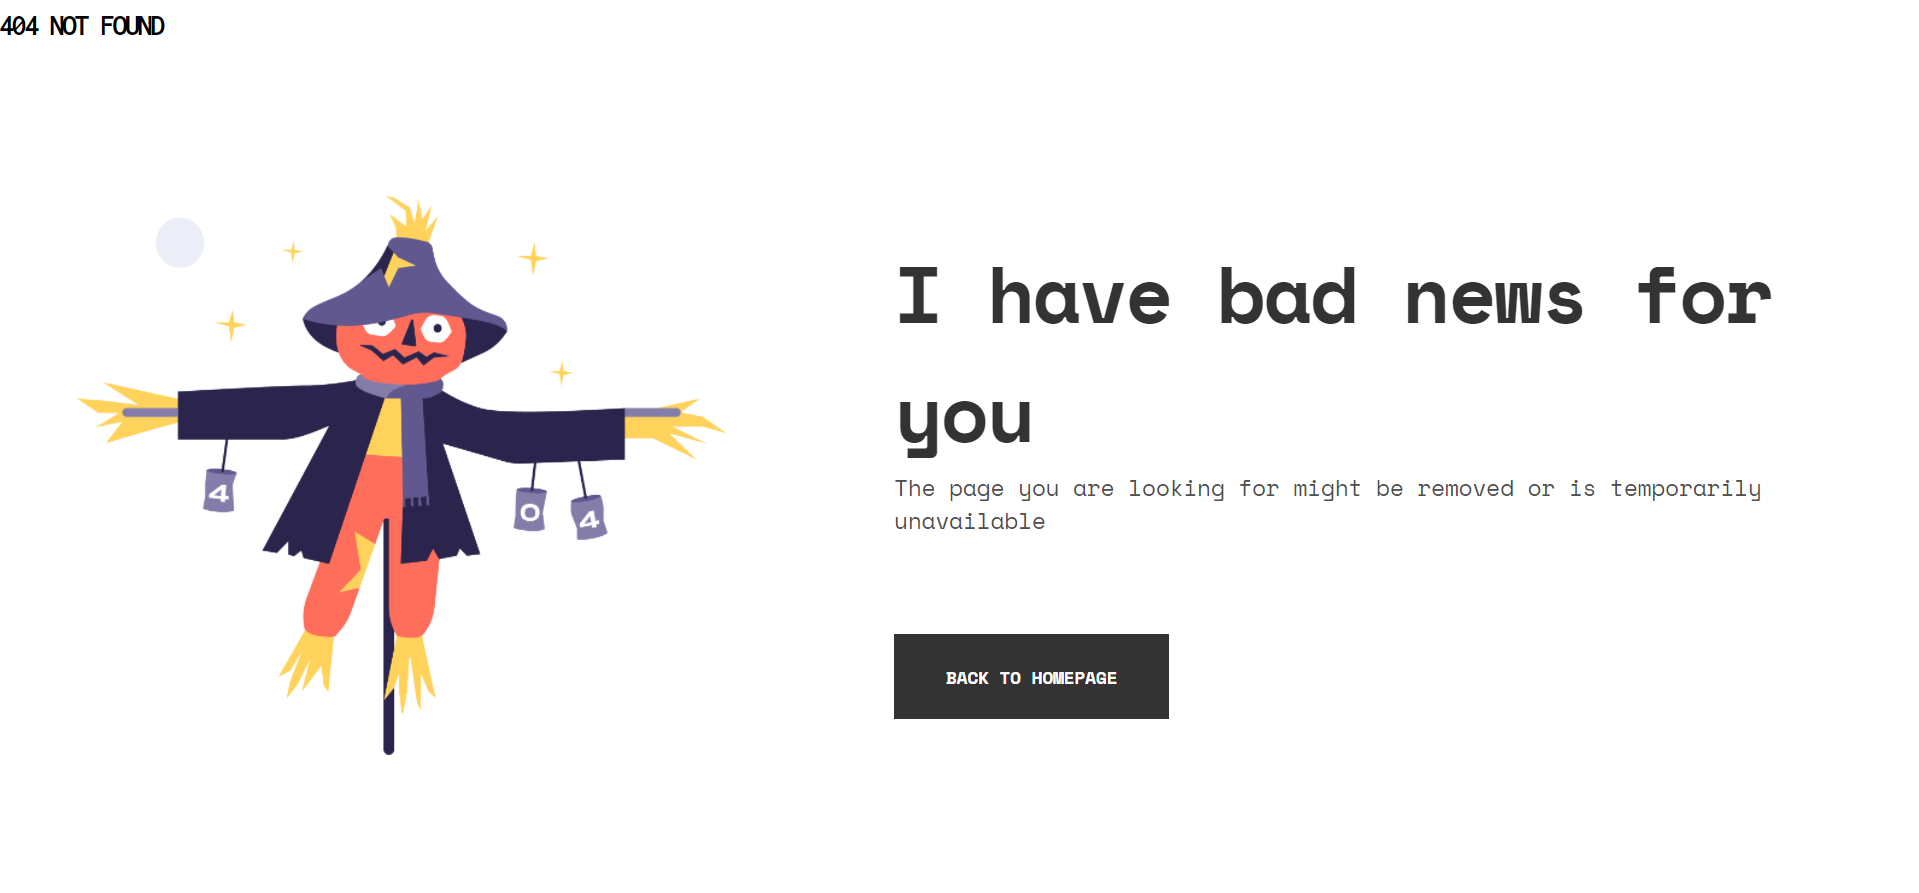 404 NOT FOUND
I have bad news for
you
The page you are looking for might be removed or is temporarily
unavailable
4
0
4
BACK TO HOMEPAGE